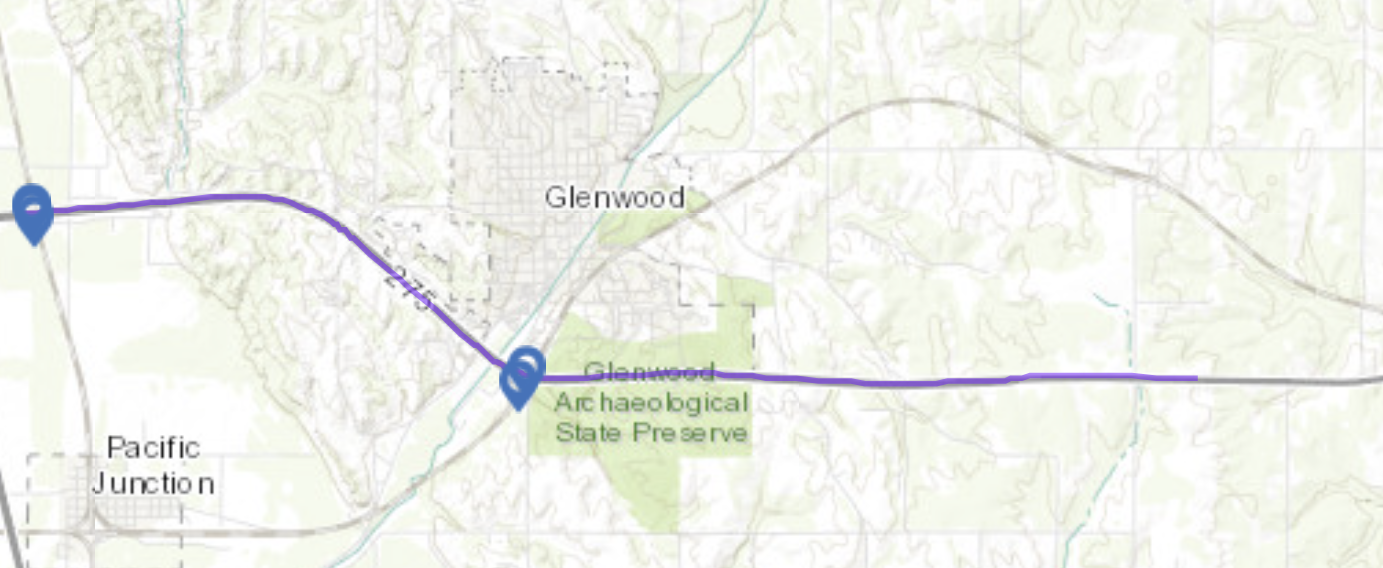 Glenwood
275
Glenwood
Archaeological
State Preserve
Pacific
Junction